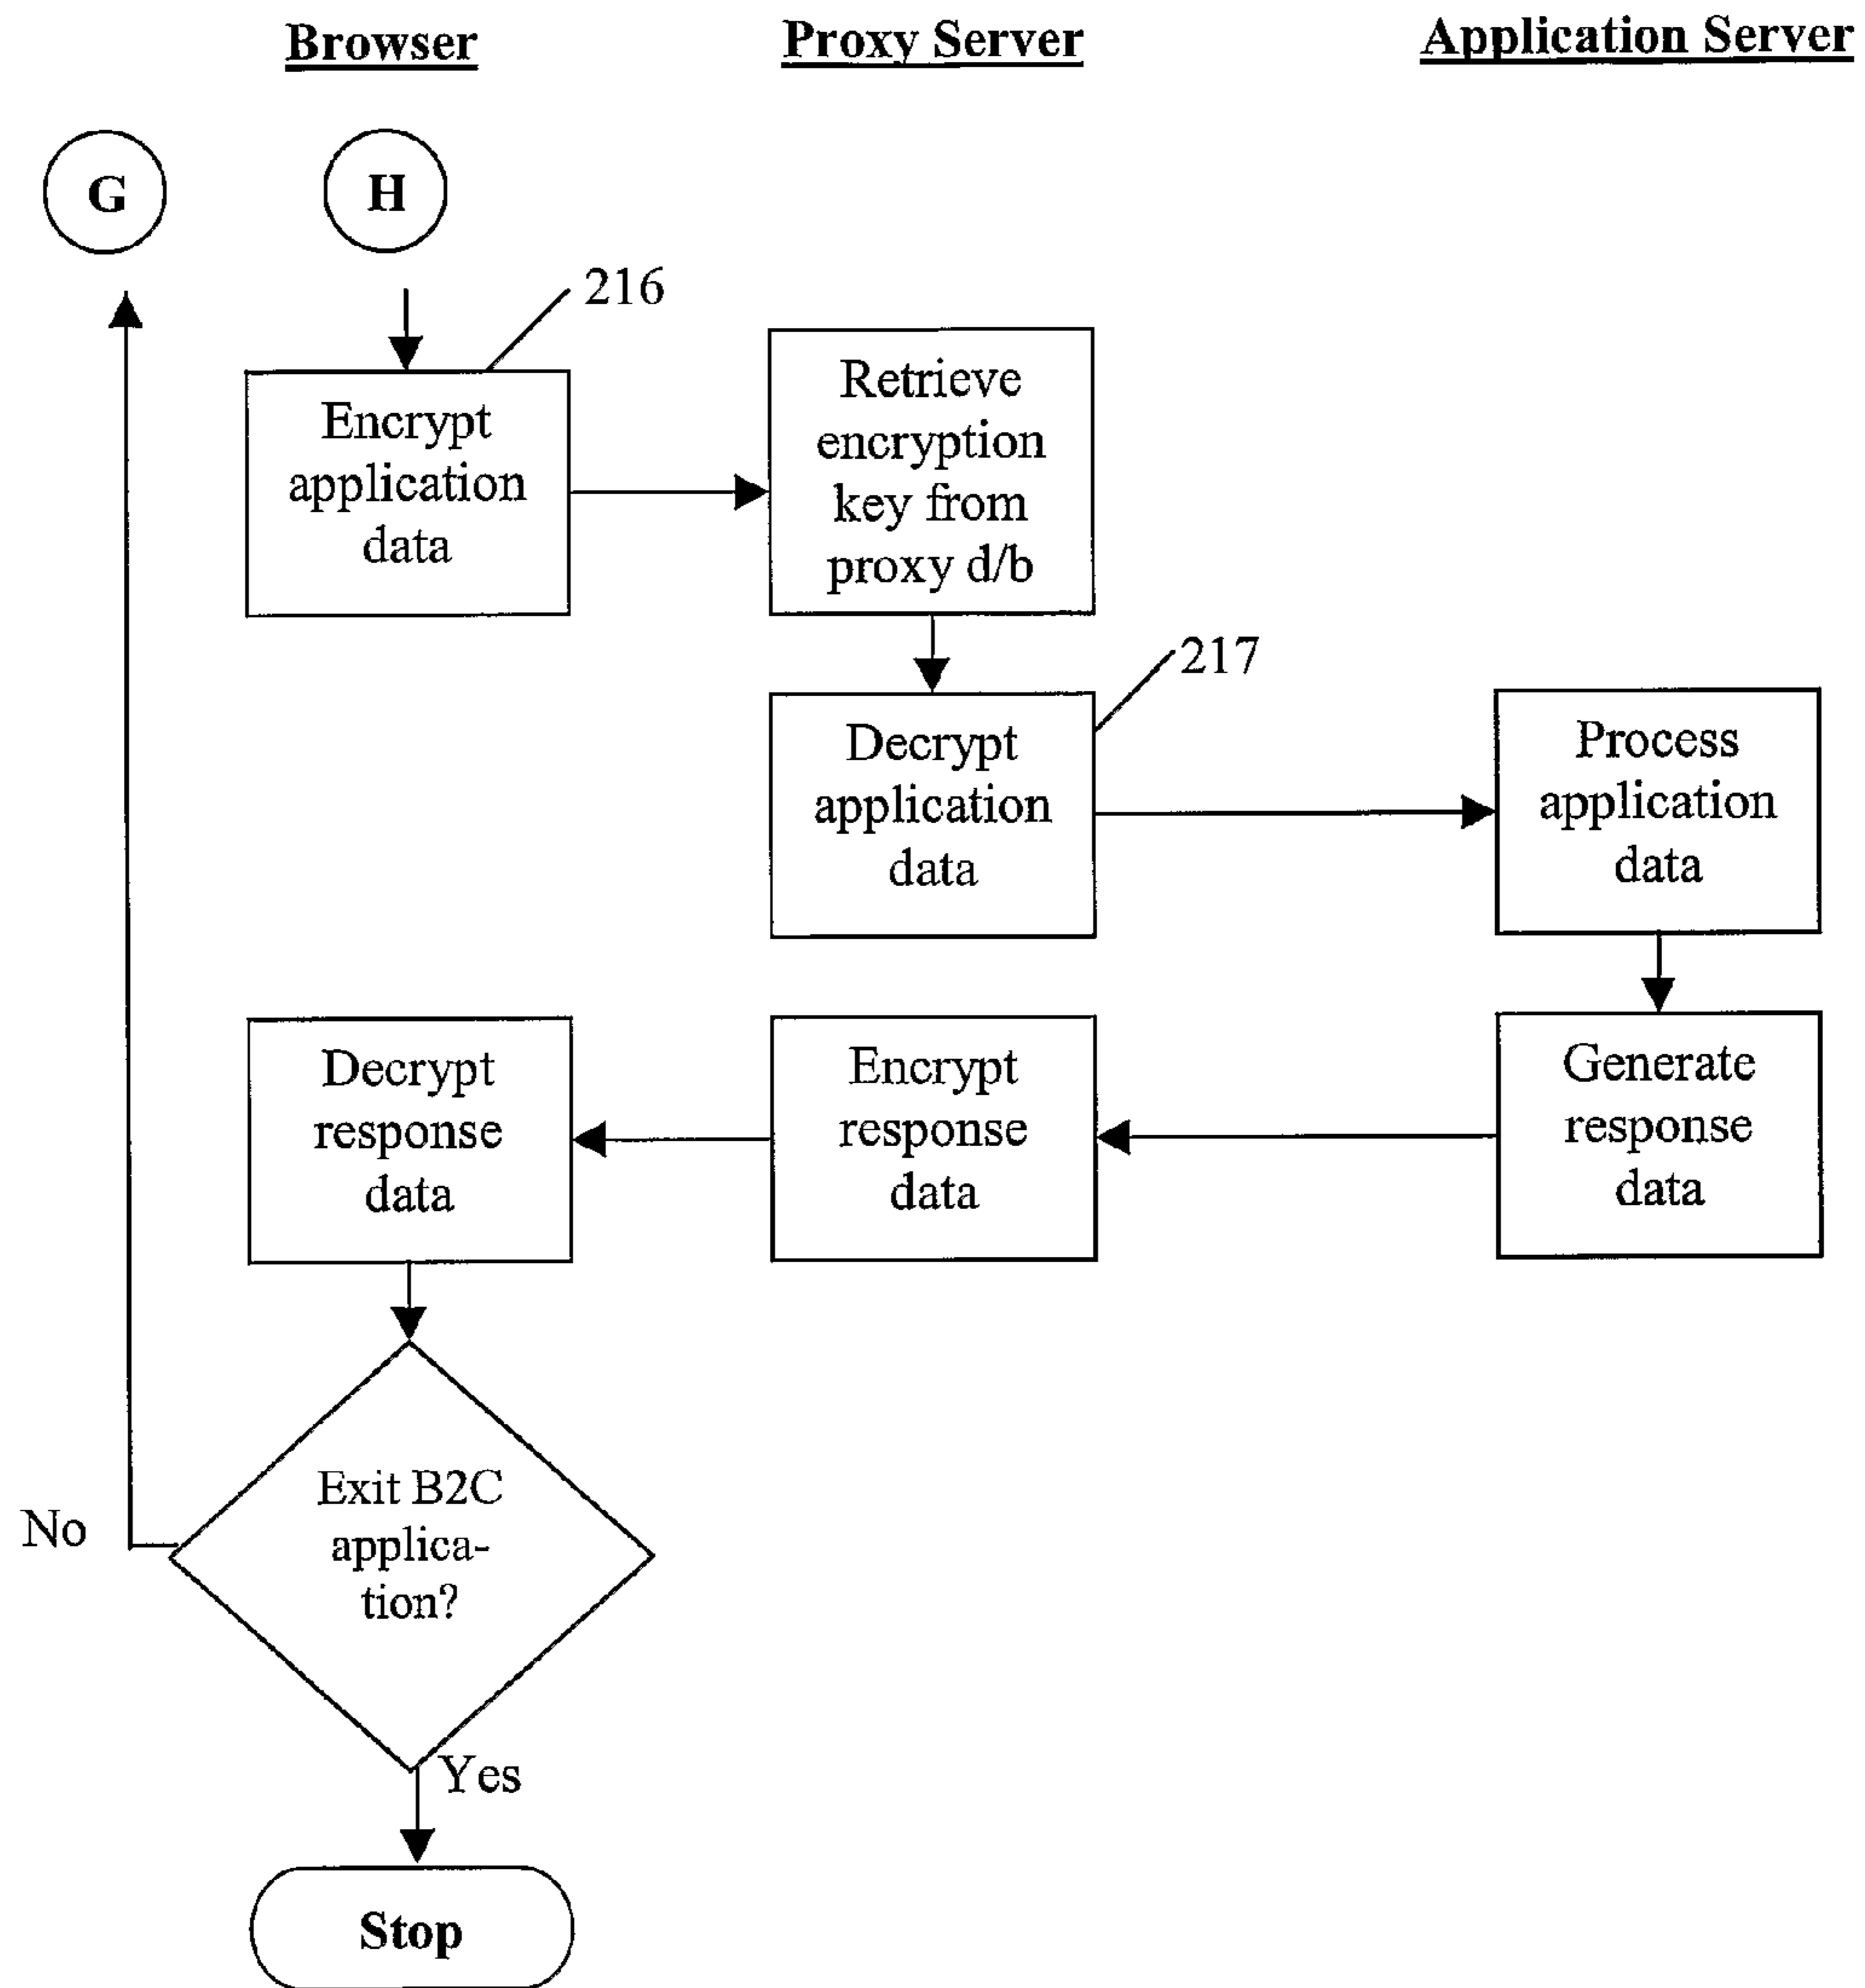 Browser
Proxy Server
Application Server
G
H
216
Encrypt
application
data
Retrieve
encryption
key from
proxy d/b
217
Decrypt
application
data
Process
application
data
Decrypt
response
data
Encrypt
response
data
Generate
response
data
Exit B2C
applica-
tion?
No
Yes
Stop